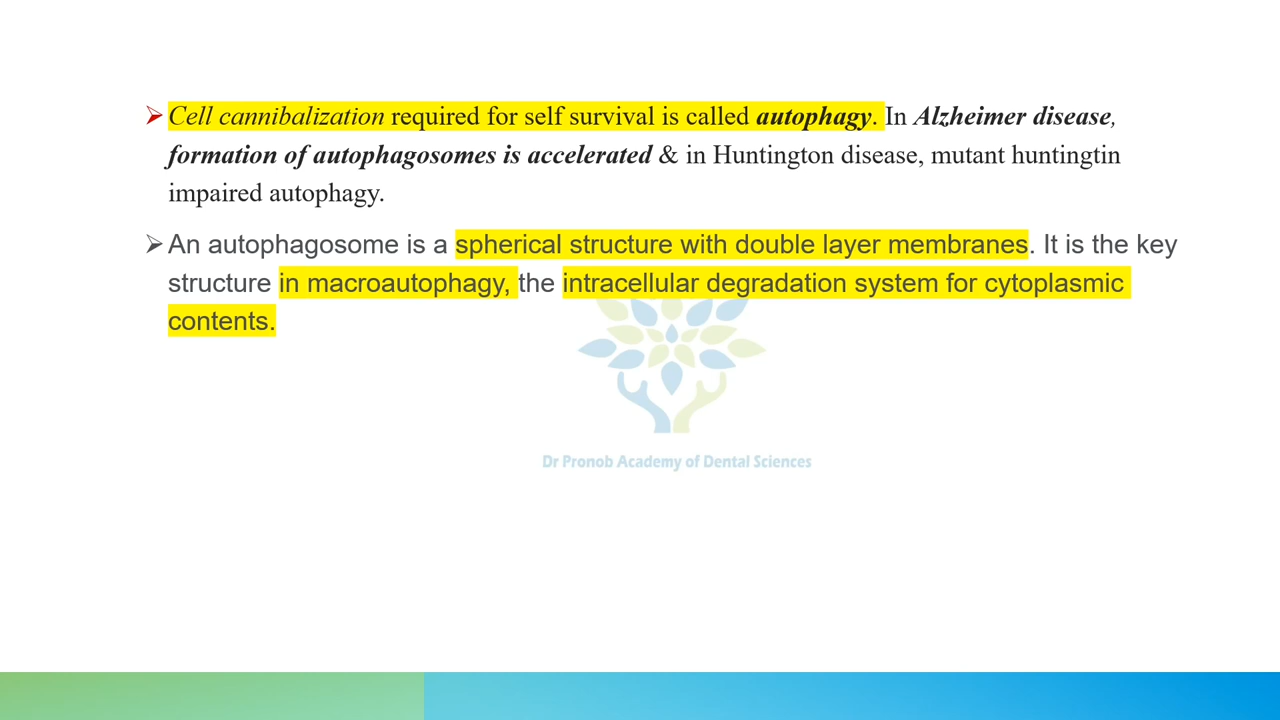 ➢ Cell cannibalization required for self survival is called autophagy. In Alzheimer disease,
formation of autophagosomes is accelerated & in Huntington disease, mutant huntingtin
impaired autophagy.
➢ An autophagosome is a spherical structure with double layer membranes. It is the key
structure in macroautophagy, the intracellular degradation system for cytoplasmic
contents.
Dr Pronob Academy of Dental Sciences